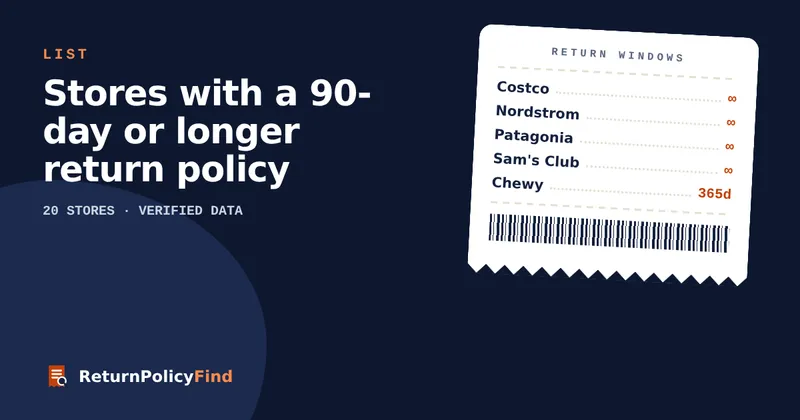 LIST
Stores with a 90-
day or longer
return policy
20 STORES · VERIFIED DATA
RETURN WINDOWS
Costco ∞
Nordstrom ∞
Patagonia ∞
Sam's Club ∞
Chewy 365d
ReturnPolicyFind